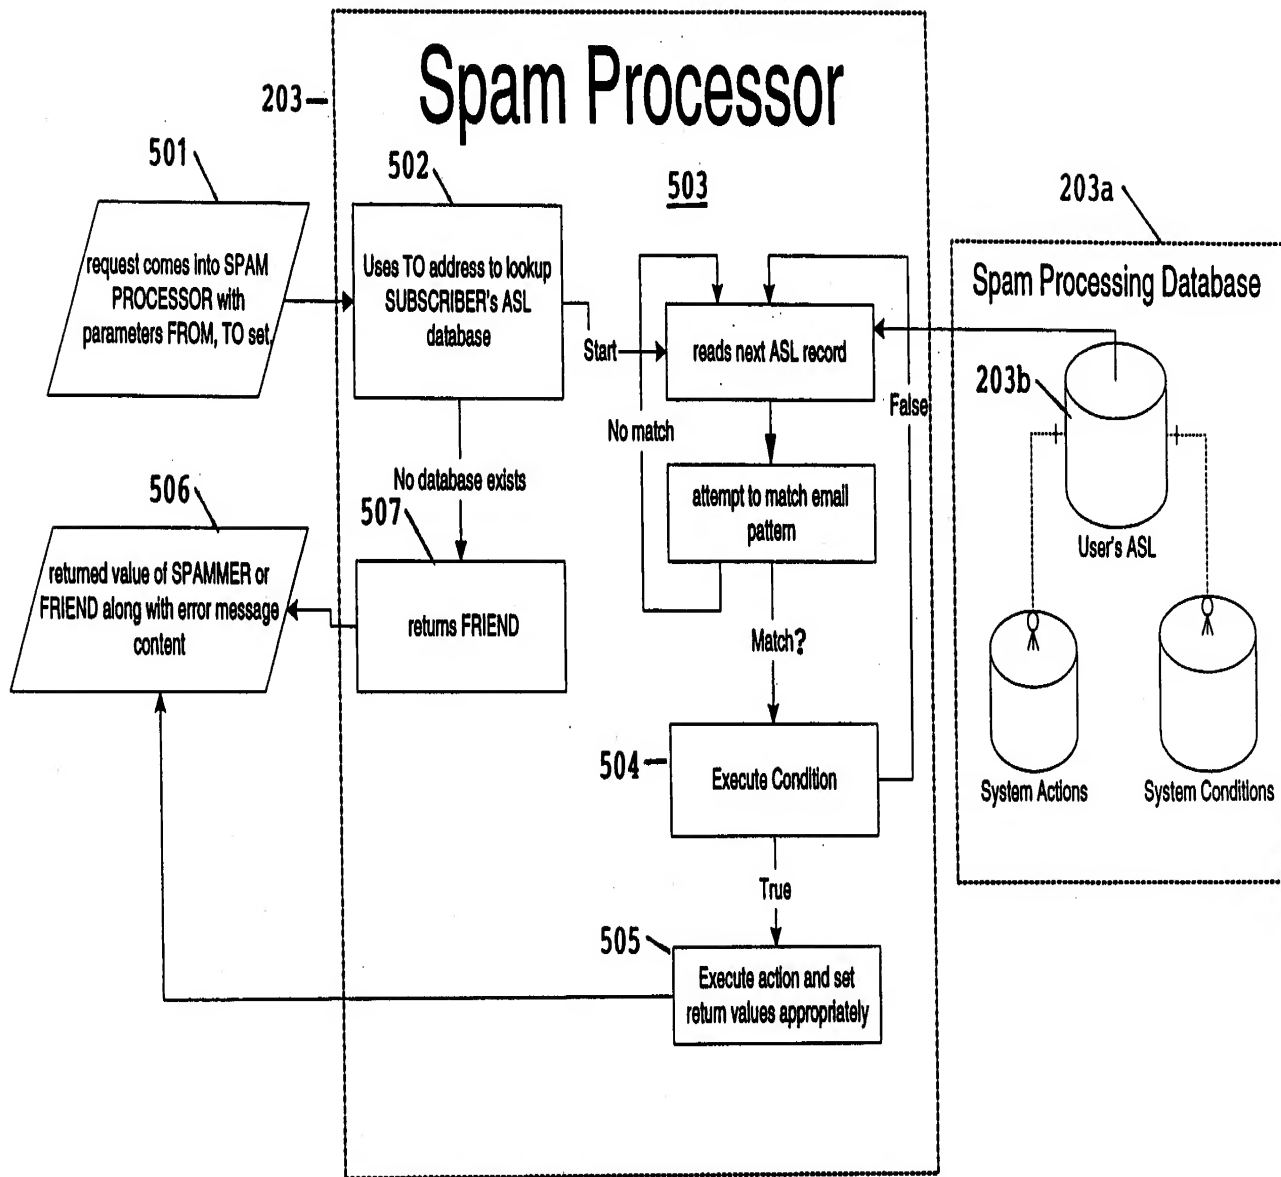 Spam Processor
203
501
502
503
203a
request comes into SPAM
PROCESSOR with
parameters FROM, TO set.
Uses TO address to lookup
SUBSCRIBER's ASL
database
Start
reads next ASL record
Spam Processing Database
203b
False
No match
No database exists
attempt to match email
pattern
User's ASL
506
507
returned value of SPAMMER or
FRIEND along with error message
content
returns FRIEND
Match?
504
Execute Condition
System Actions
System Conditions
True
505
Execute action and set
return values appropriately